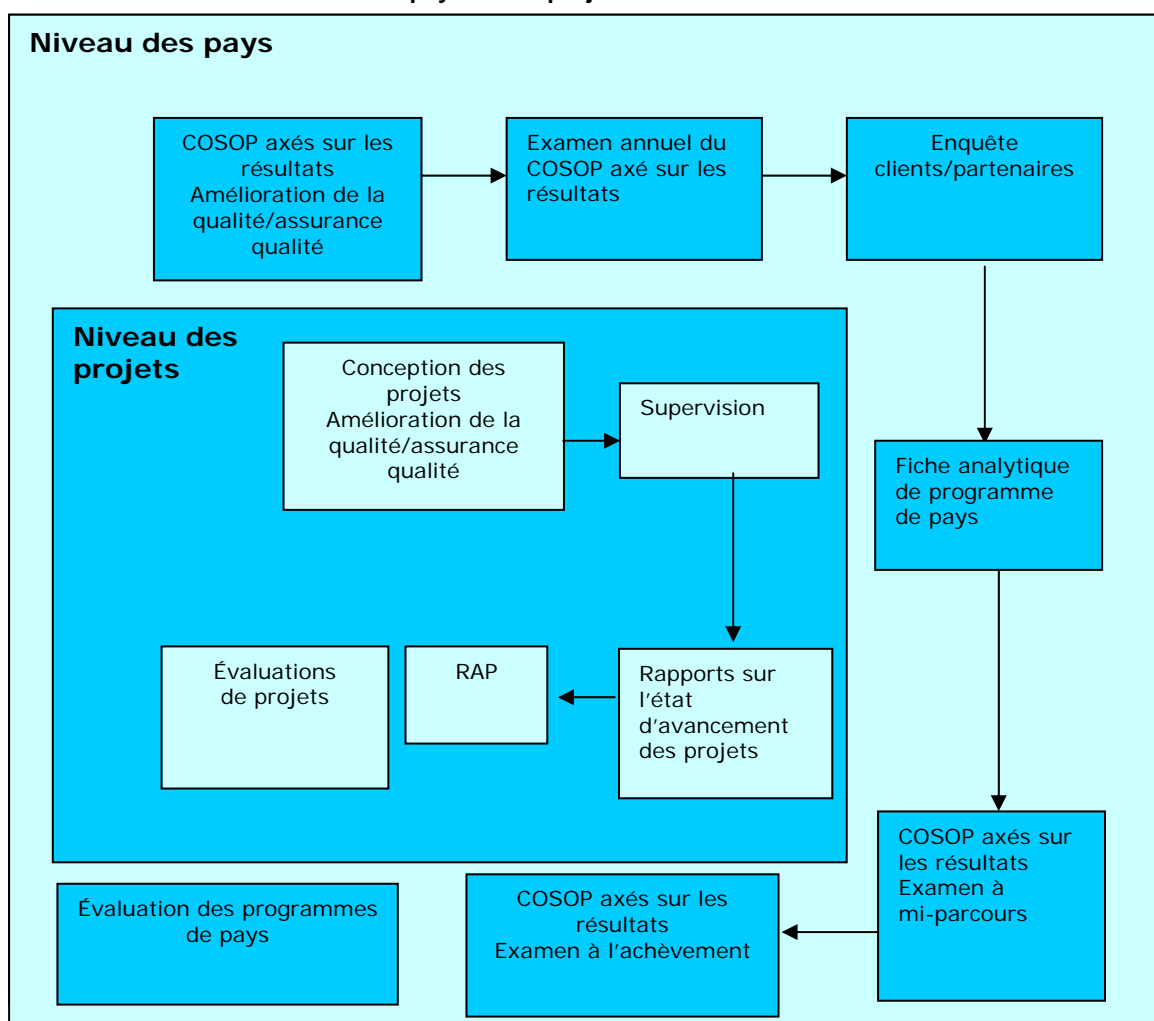 Niveau des pays
COSOP axés sur les
résultats
Amélioration de la
qualité/assurance
qualité
Examen annuel du
COSOP axé sur les
résultats
Enquête
clients/partenaires
Niveau des
projets
Conception des
projets
Amélioration de la
qualité/assurance
qualité
Supervision
Fiche analytique
de programme
de pays
Évaluations
de projets
RAP
Rapports sur
l'état
d'avancement
des projets
COSOP axés sur
les résultats
Examen à
mi-parcours
Évaluation des programmes
de pays
COSOP axés sur les
résultats
Examen à l'achèvement